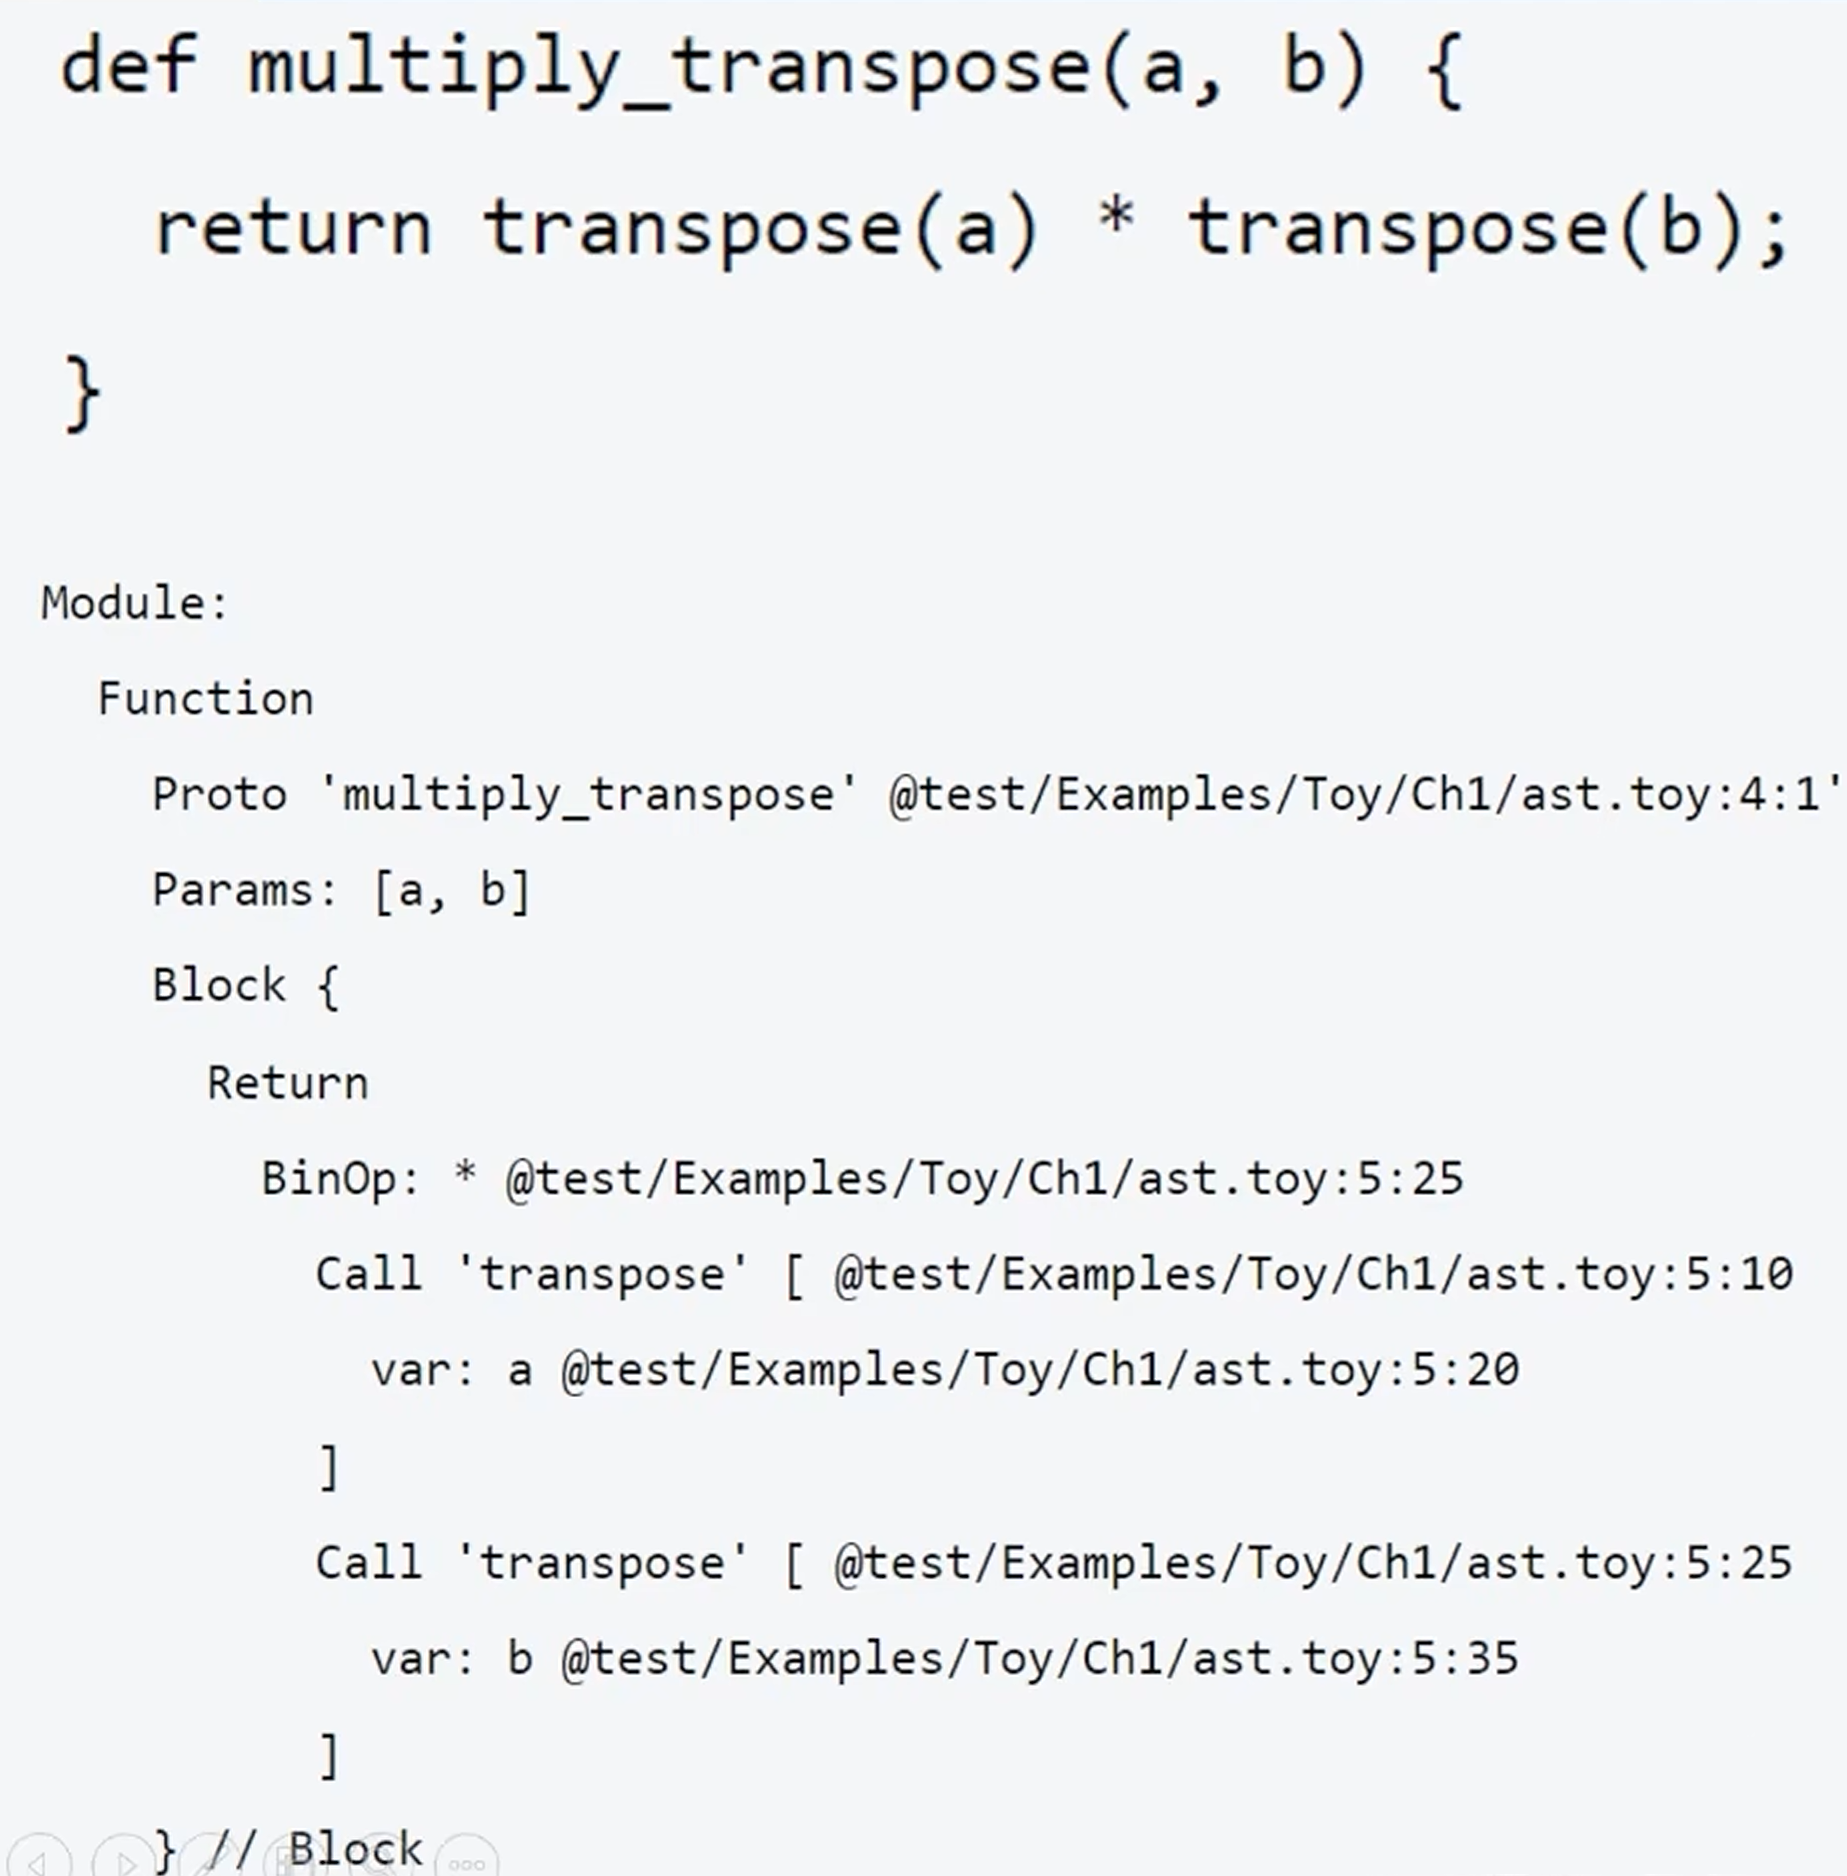 def multiply_transpose(a, b) {
return transpose(a) * transpose(b);
}
Module:
Function
Proto 'multiply_transpose' @test/Examples/Toy/Ch1/ast.toy:4:1'
Params: [a, b]
Block {
Return
BinOp: * @test/Examples/Toy/Ch1/ast.toy:5:25
Call 'transpose' [ @test/Examples/Toy/Ch1/ast.toy:5:10
var: a @test/Examples/Toy/Ch1/ast.toy:5:20
]
Call 'transpose' [ @test/Examples/Toy/Ch1/ast.toy:5:25
var: b @test/Examples/Toy/Ch1/ast.toy:5:35
]
} // Block